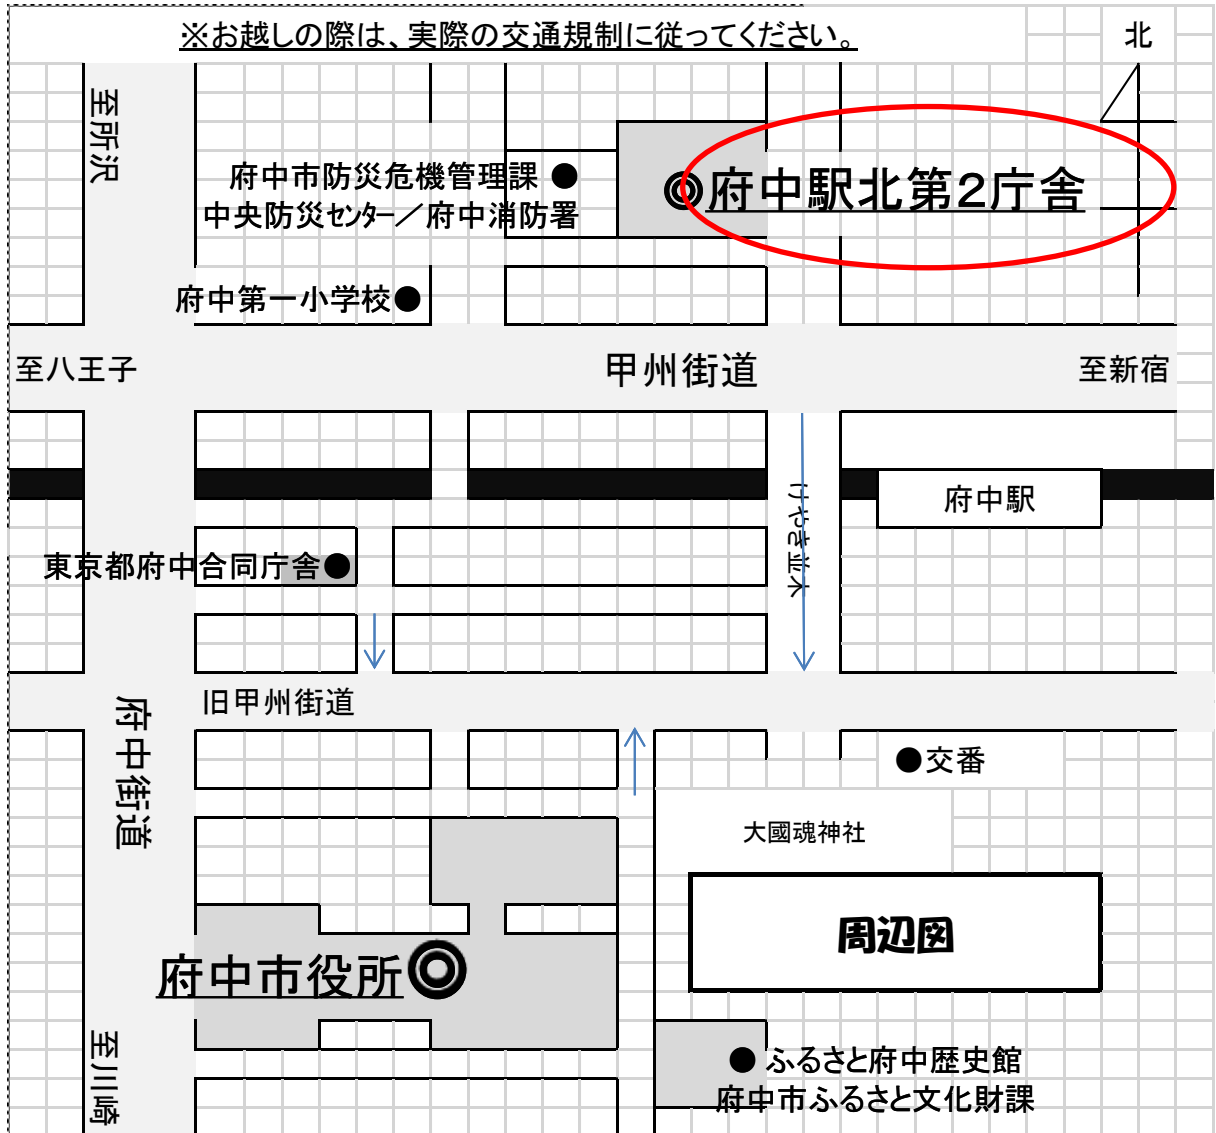 ※お越しの際は、実際の交通規制に従ってください。
北
至所沢
府中市防災危機管理課 ●
中央防災センター／府中消防署
◎府中駅北第２庁舎
府中第一小学校●
至八王子
甲州街道
至新宿
けやき並木
府中駅
東京都府中合同庁舎●
旧甲州街道
府中街道
●交番
大國魂神社
周辺図
府中市役所◎
至川崎
● ふるさと府中歴史館
府中市ふるさと文化財課